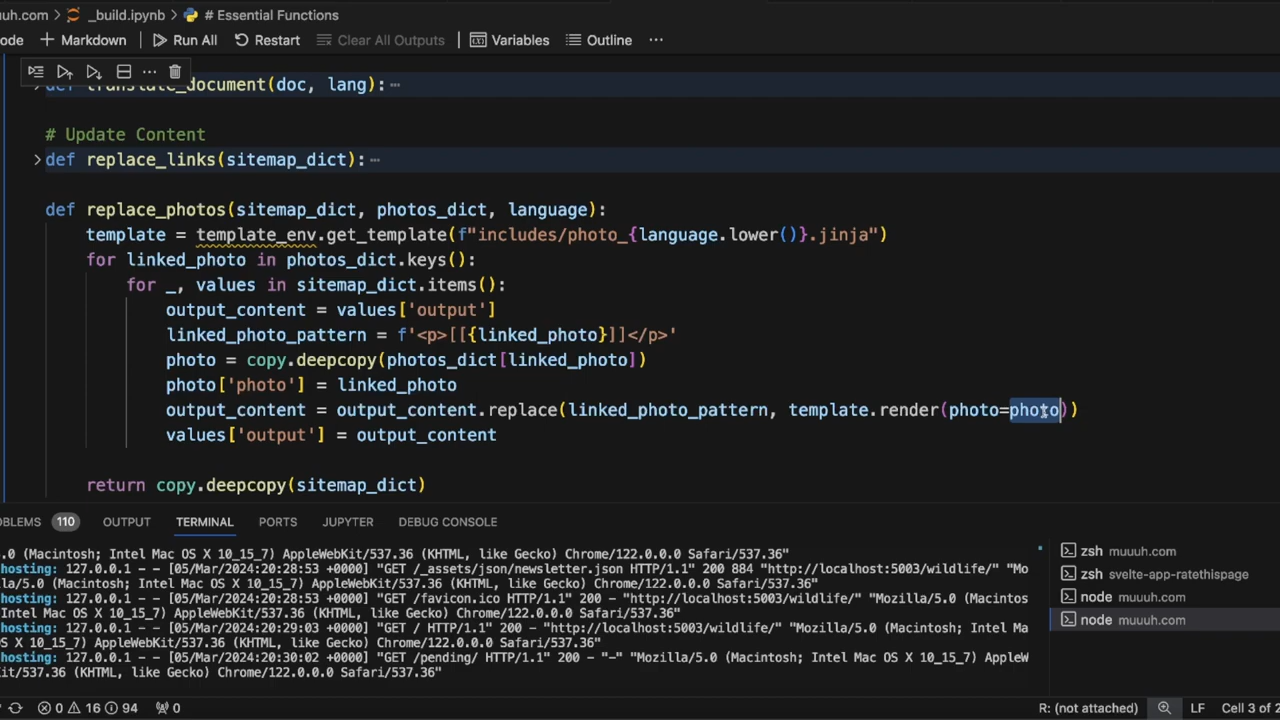 uuh.com > _build.ipynb > # Essential Functions
ode + Markdown Run All Restart Clear All Outputs Variables Outline ...
def translate_document(doc, lang):
# Update Content
def replace_links(sitemap_dict):
def replace_photos(sitemap_dict, photos_dict, language):
template = template_env.get_template(f"includes/photo_{language.lower()}.jinja")
for linked_photo in photos_dict.keys():
for _, values in sitemap_dict.items():
output_content = values['output']
linked_photo_pattern = f'<p>[[{linked_photo}]]</p>'
photo = copy.deepcopy(photos_dict[linked_photo])
photo['photo'] = linked_photo
output_content = output_content.replace(linked_photo_pattern, template.render(photo=photo))
values['output'] = output_content
return copy.deepcopy(sitemap_dict)
OBLEMS 110 OUTPUT TERMINAL PORTS JUPYTER DEBUG CONSOLE
5.0 (Macintosh; Intel Mac OS X 10_15_7) AppleWebKit/537.36 (KHTML, like Gecko) Chrome/122.0.0.0 Safari/537.36"
hosting: 127.0.0.1 - - [05/Mar/2024:20:28:53 +0000] "GET /_assets/json/newsletter.json HTTP/1.1" 200 884 "http://localhost:5003/wildlife/" "Mo
lla/5.0 (Macintosh; Intel Mac OS X 10_15_7) AppleWebKit/537.36 (KHTML, like Gecko) Chrome/122.0.0.0 Safari/537.36"
hosting: 127.0.0.1 - - [05/Mar/2024:20:28:53 +0000] "GET /favicon.ico HTTP/1.1" 200 - "http://localhost:5003/wildlife/" "Mozilla/5.0 (Macintos
Intel Mac OS X 10_15_7) AppleWebKit/537.36 (KHTML, like Gecko) Chrome/122.0.0.0 Safari/537.36"
hosting: 127.0.0.1 - - [05/Mar/2024:20:29:03 +0000] "GET / HTTP/1.1" 200 - "http://localhost:5003/wildlife/" "Mozilla/5.0 (Macintosh; Intel Ma
OS X 10_15_7) AppleWebKit/537.36 (KHTML, like Gecko) Chrome/122.0.0.0 Safari/537.36"
hosting: 127.0.0.1 - - [05/Mar/2024:20:30:02 +0000] "GET /pending/ HTTP/1.1" 200 - "-" "Mozilla/5.0 (Macintosh; Intel Mac OS X 10_15_7) AppleW
it/537.36 (KHTML, like Gecko) Chrome/122.0.0.0 Safari/537.36"
zsh muuuh.com
zsh svelte-app-ratethispage
node muuuh.com
node muuuh.com
0 16 94 0 R: (not attached) LF Cell 3 of 2